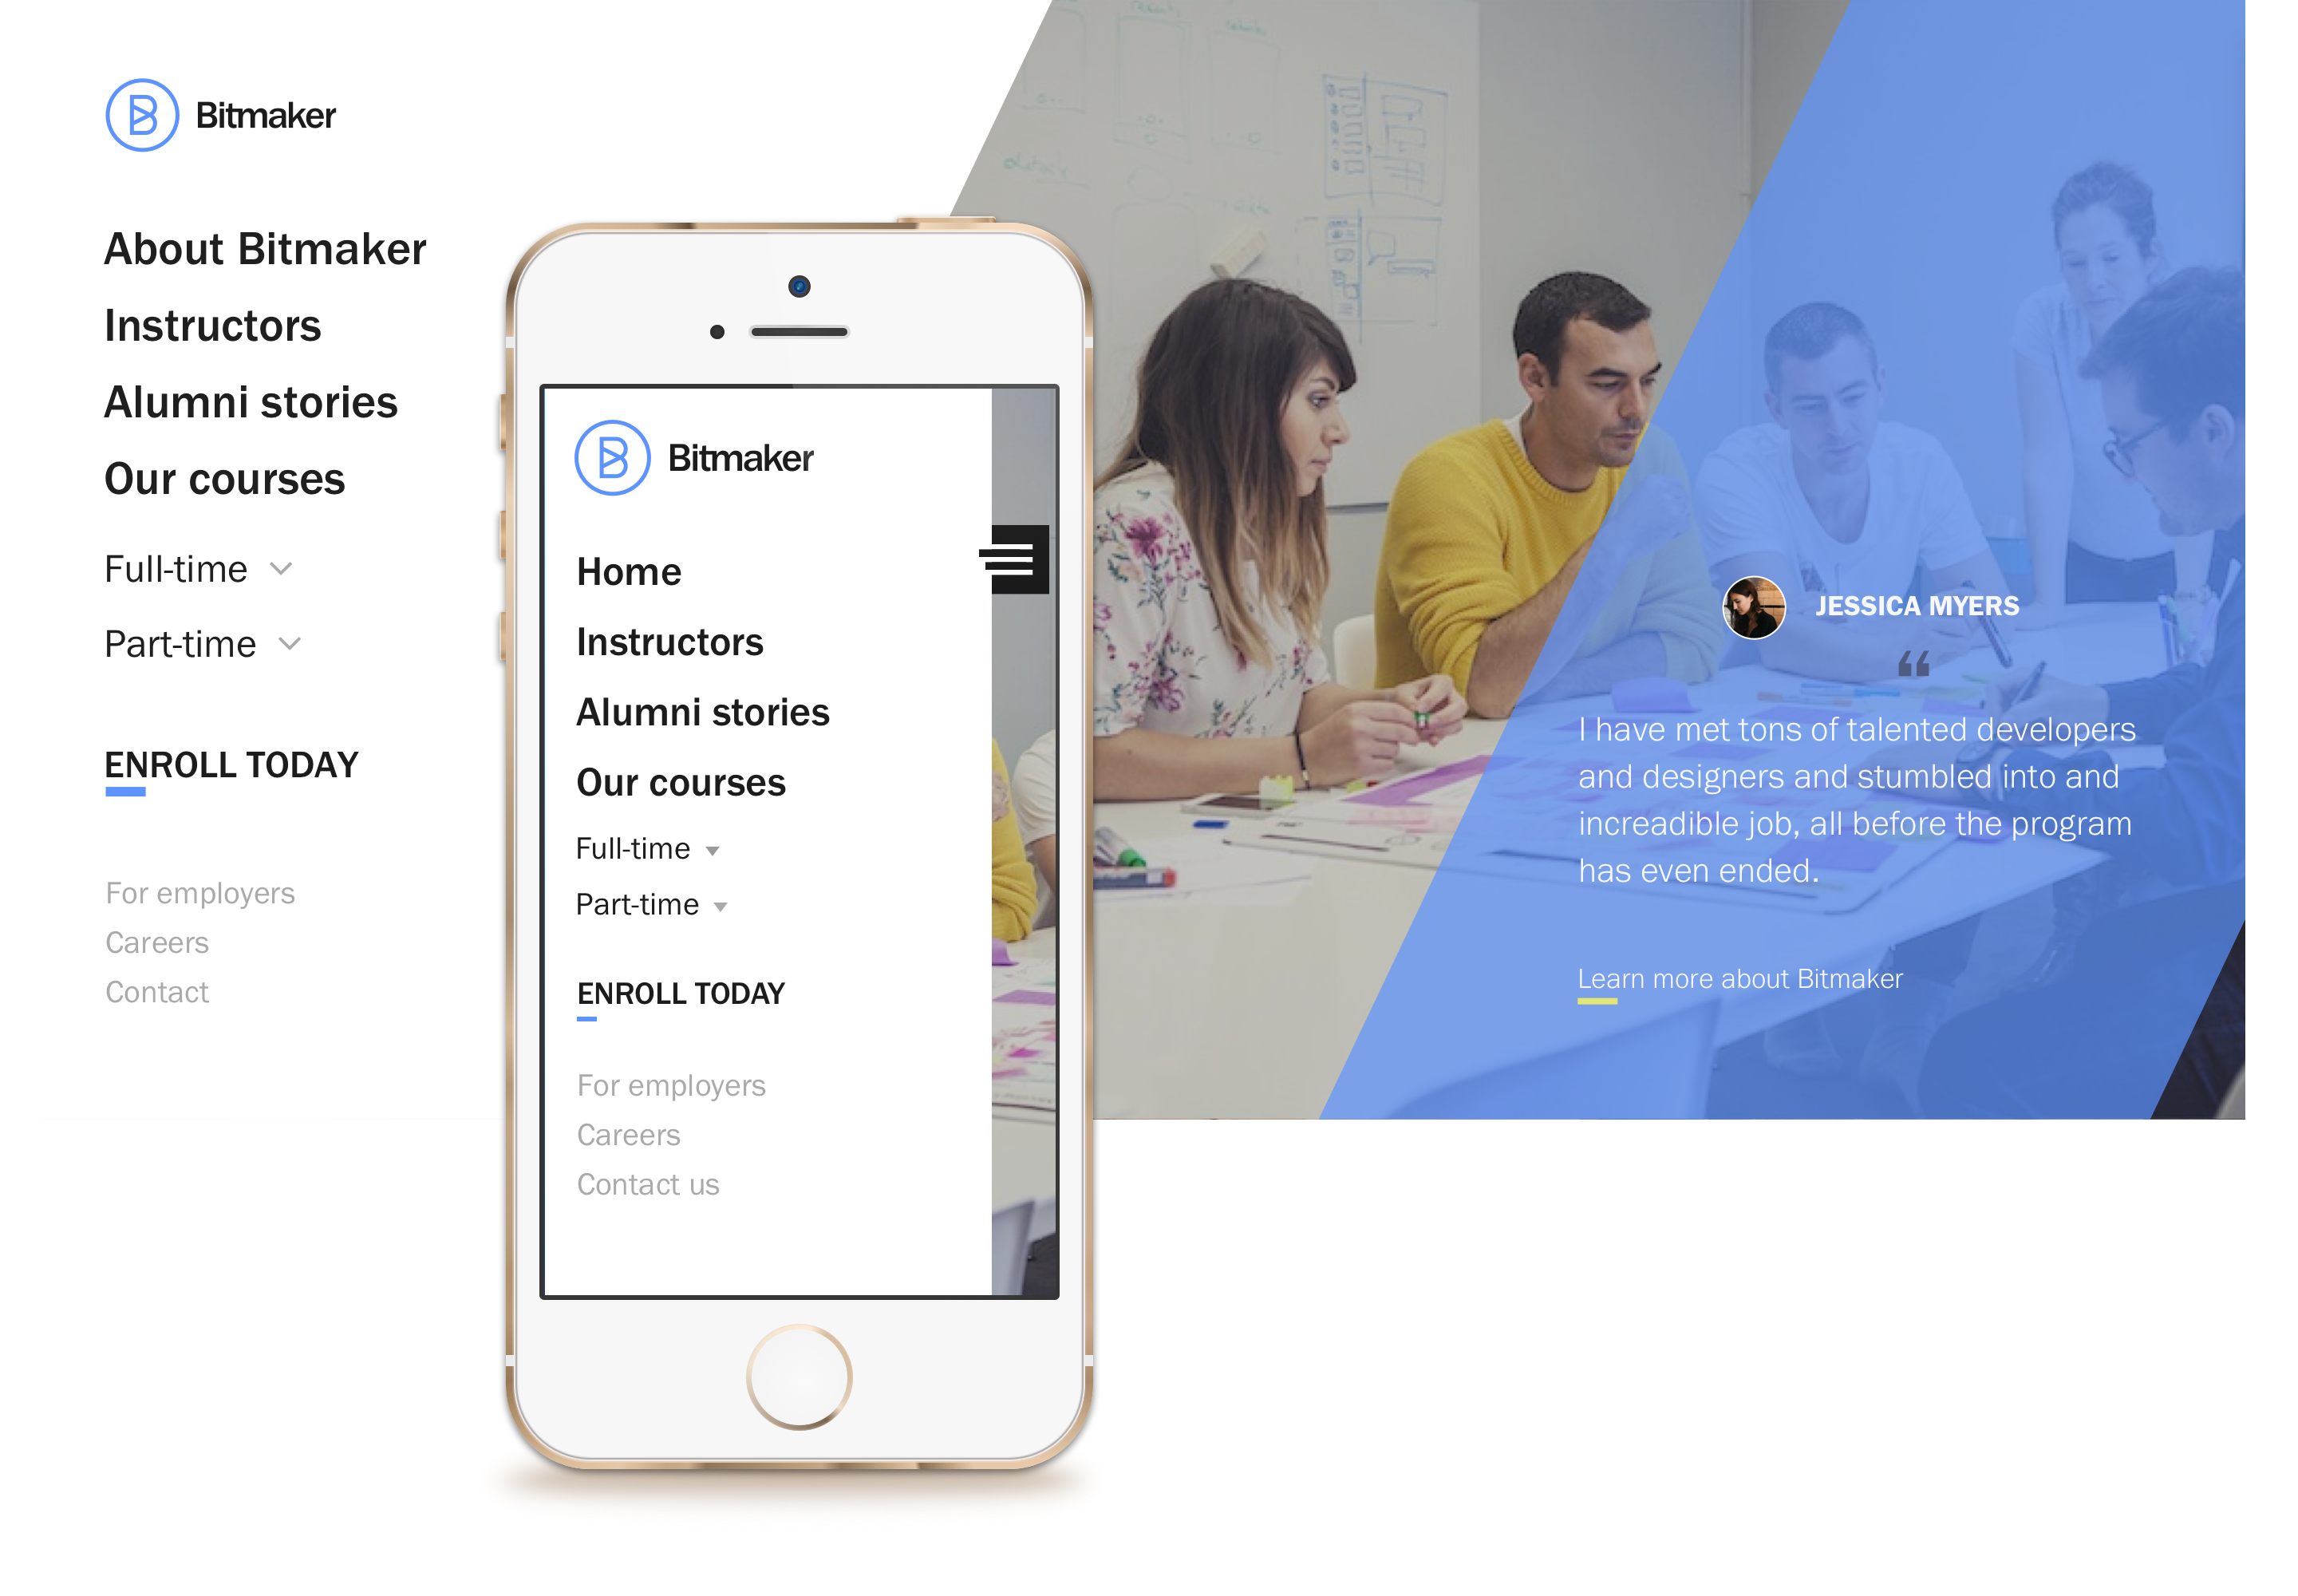 Bitmaker
About Bitmaker
Instructors
Alumni stories
Our courses
Full-time
Part-time
ENROLL TODAY
For employers
Careers
Contact
Bitmaker
Home
Instructors
Alumni stories
Our courses
Full-time
Part-time
ENROLL TODAY
For employers
Careers
Contact us
JESSICA MYERS
“
I have met tons of talented developers
and designers and stumbled into and
increadible job, all before the program
has even ended.
Learn more about Bitmaker